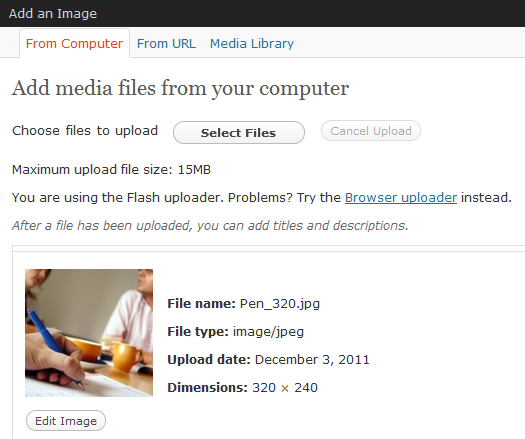 Add an Image
From Computer From URL Media Library
Add media files from your computer
Choose files to upload Select Files Cancel Upload
Maximum upload file size: 15MB
You are using the Flash uploader. Problems? Try the Browser uploader instead.
After a file has been uploaded, you can add titles and descriptions.
File name: Pen_320.jpg
File type: image/jpeg
Upload date: December 3, 2011
Dimensions: 320 × 240
Edit Image